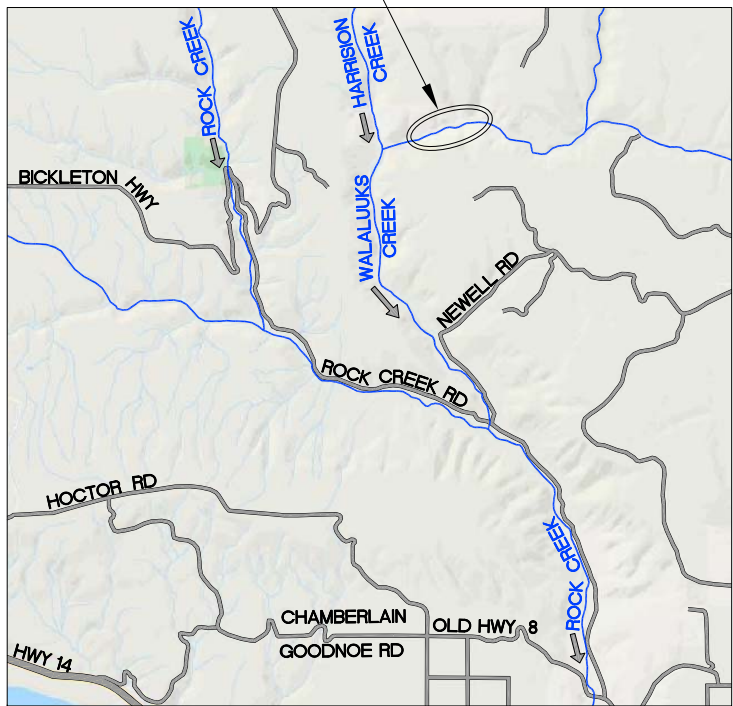 ROCK CREEK
HARRISION
CREEK
BICKLETON HWY
WALALUUKS
CREEK
NEWELL RD
ROCK CREEK RD
HOCTOR RD
ROCK CREEK
CHAMBERLAIN
GOODNOE RD
OLD HWY 8
HWY 14